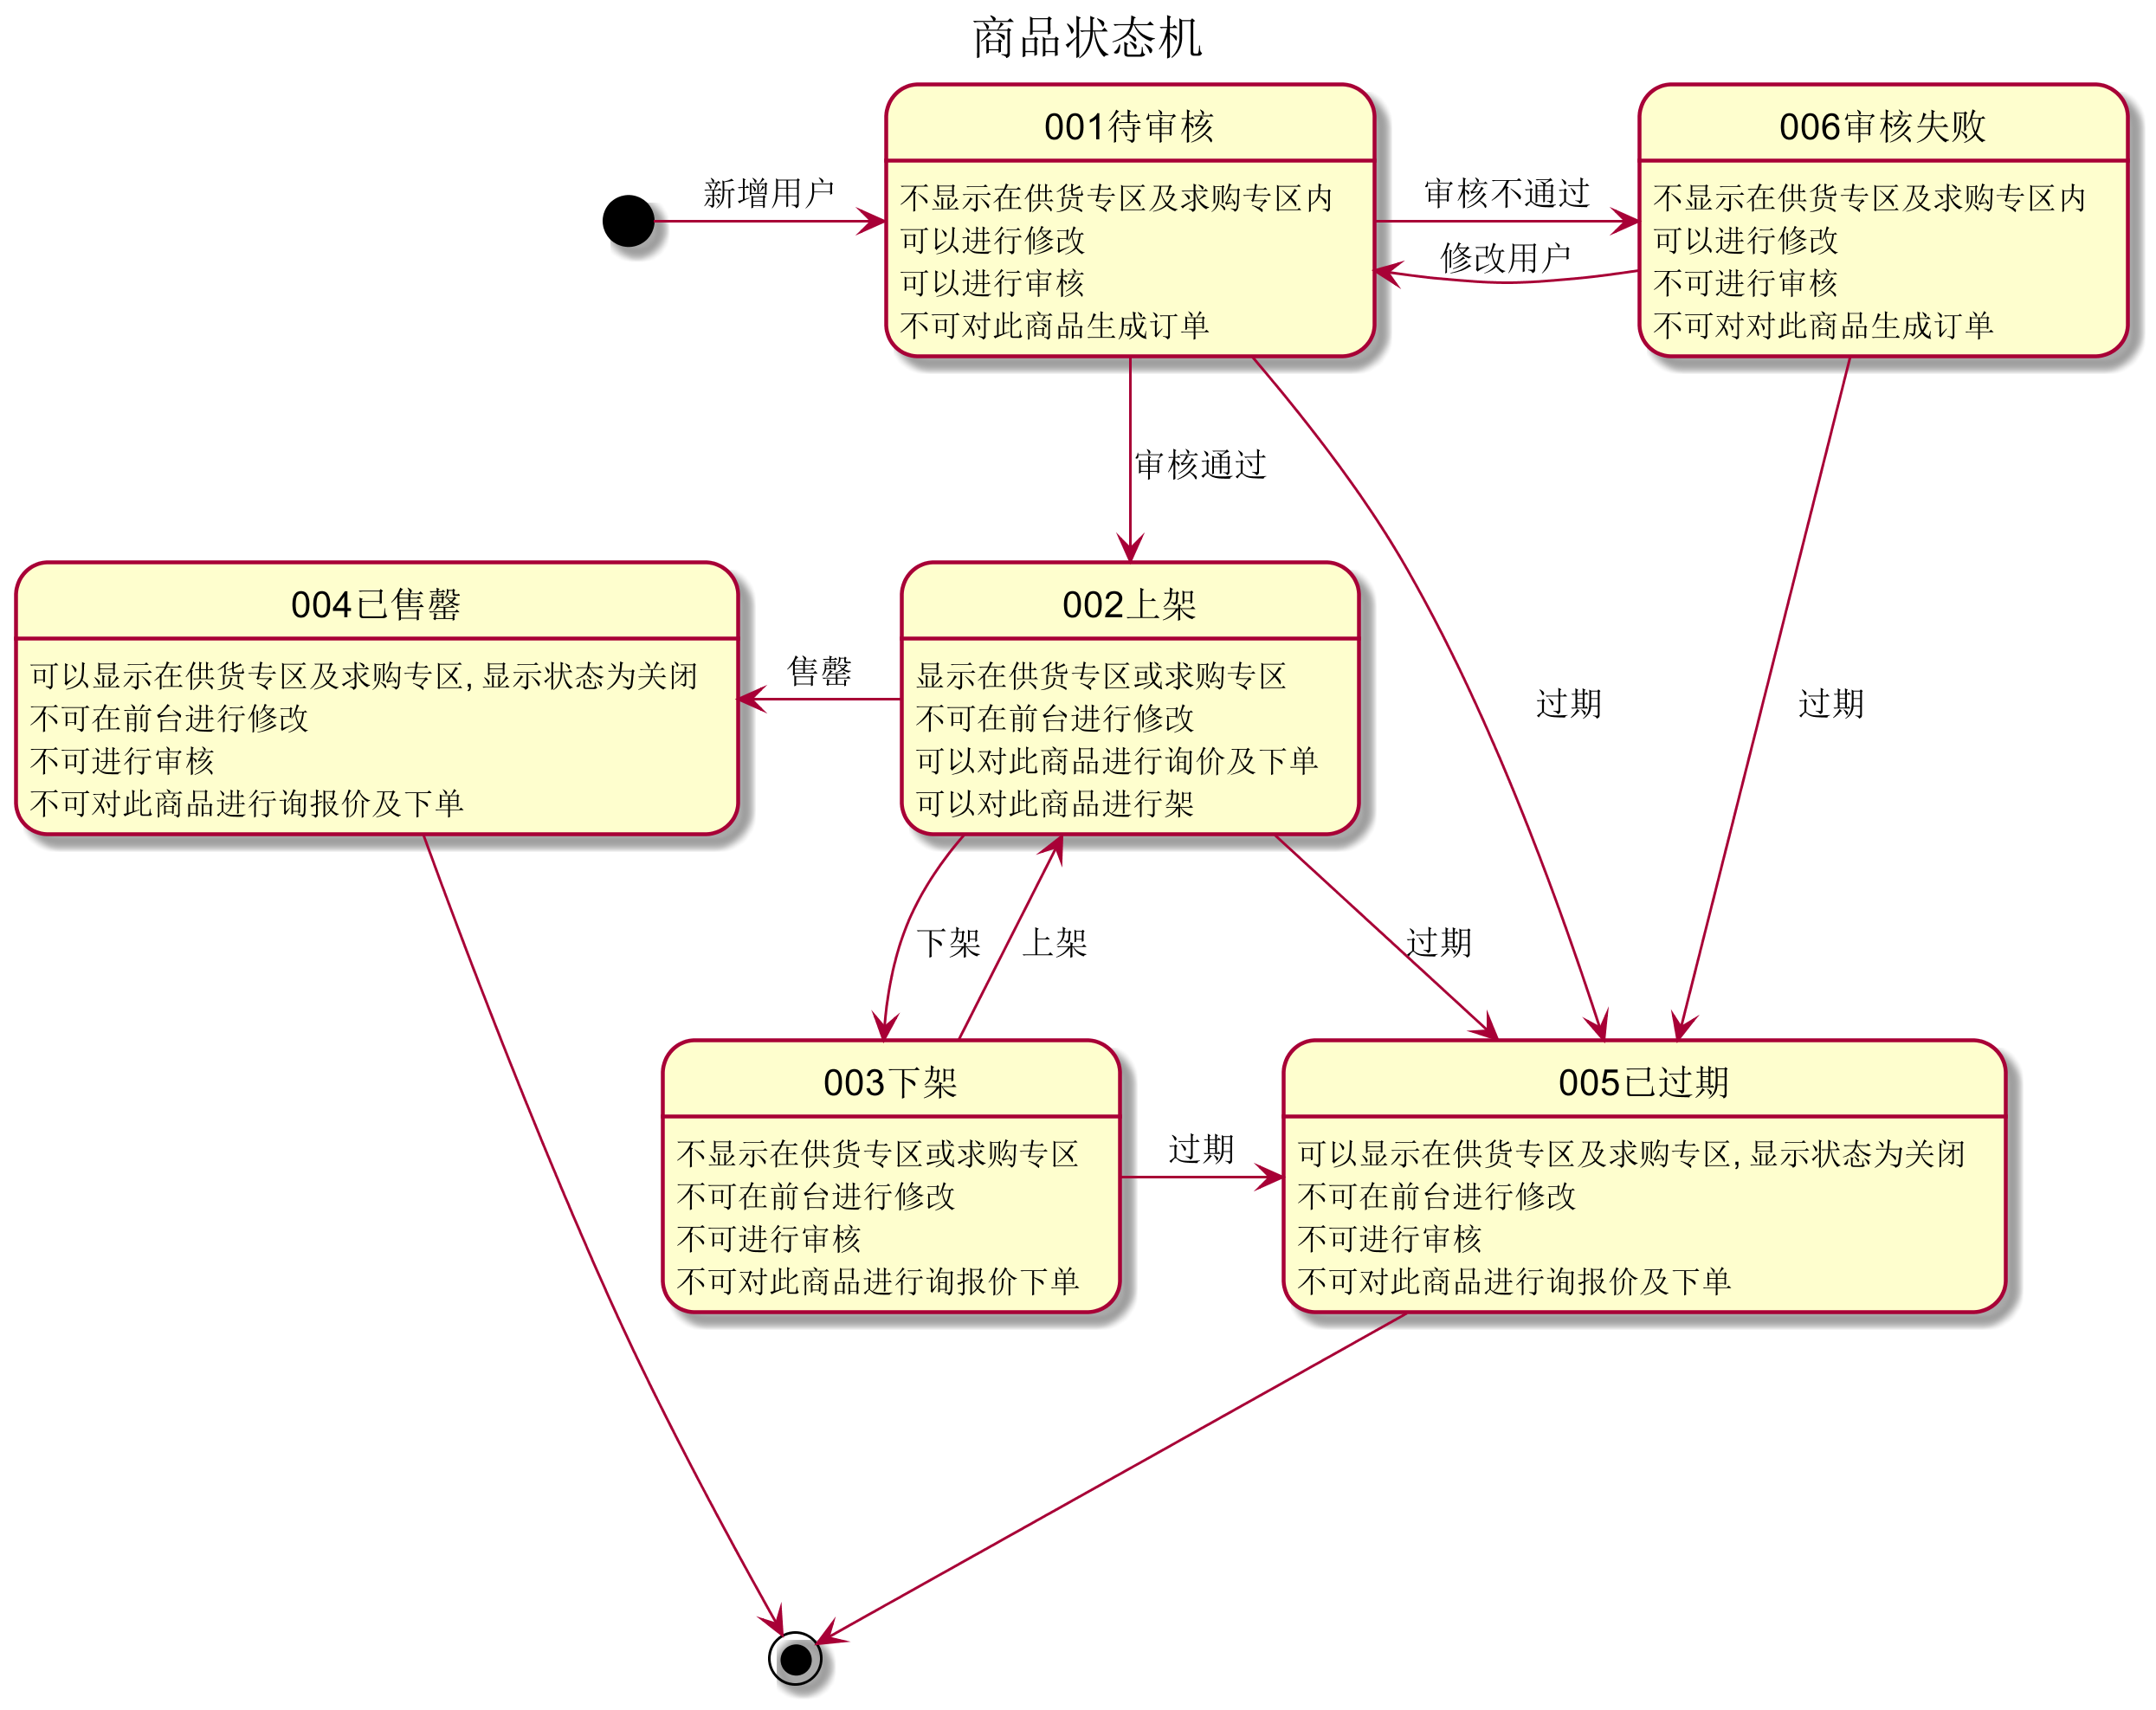 商品状态机
001待审核
不显示在供货专区及求购专区内
可以进行修改
可以进行审核
不可对此商品生成订单
006审核失败
不显示在供货专区及求购专区内
可以进行修改
不可进行审核
不可对对此商品生成订单
新增用户
审核不通过
修改用户
审核通过
004已售罄
可以显示在供货专区及求购专区, 显示状态为关闭
不可在前台进行修改
不可进行审核
不可对此商品进行询报价及下单
售罄
002上架
显示在供货专区或求购专区
不可在前台进行修改
可以对此商品进行询价及下单
可以对此商品进行架
过期
过期
下架
上架
过期
003下架
不显示在供货专区或求购专区
不可在前台进行修改
不可进行审核
不可对此商品进行询报价下单
过期
005已过期
可以显示在供货专区及求购专区, 显示状态为关闭
不可在前台进行修改
不可进行审核
不可对此商品进行询报价及下单